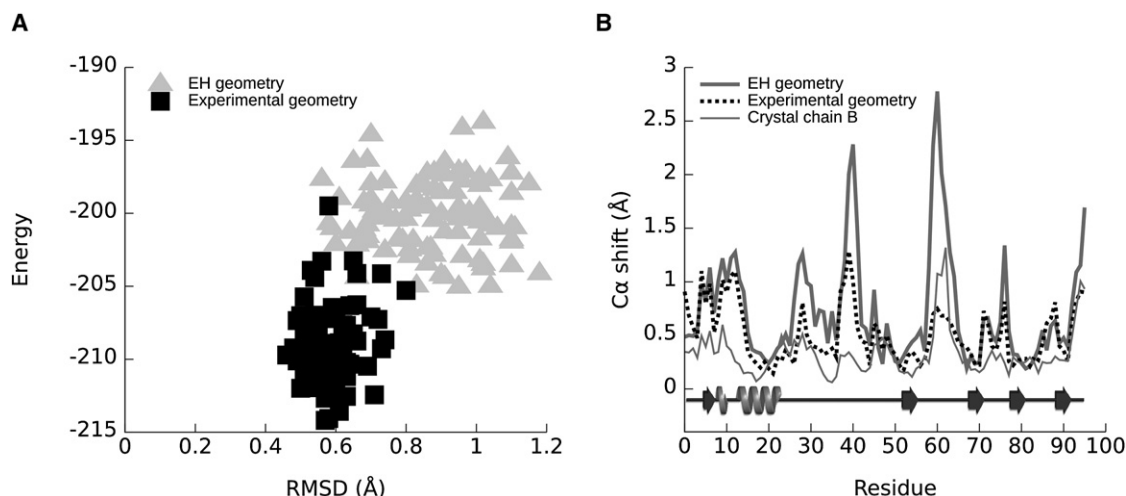 A
-190
-195
-200
-205
-210
-215
Energy
EH geometry
Experimental geometry
0 0.2 0.4 0.6 0.8 1 1.2
RMSD (Å)
B
3
2.5
2
1.5
1
0.5
0
Cα shift (Å)
EH geometry
Experimental geometry
Crystal chain B
0 10 20 30 40 50 60 70 80 90 100
Residue